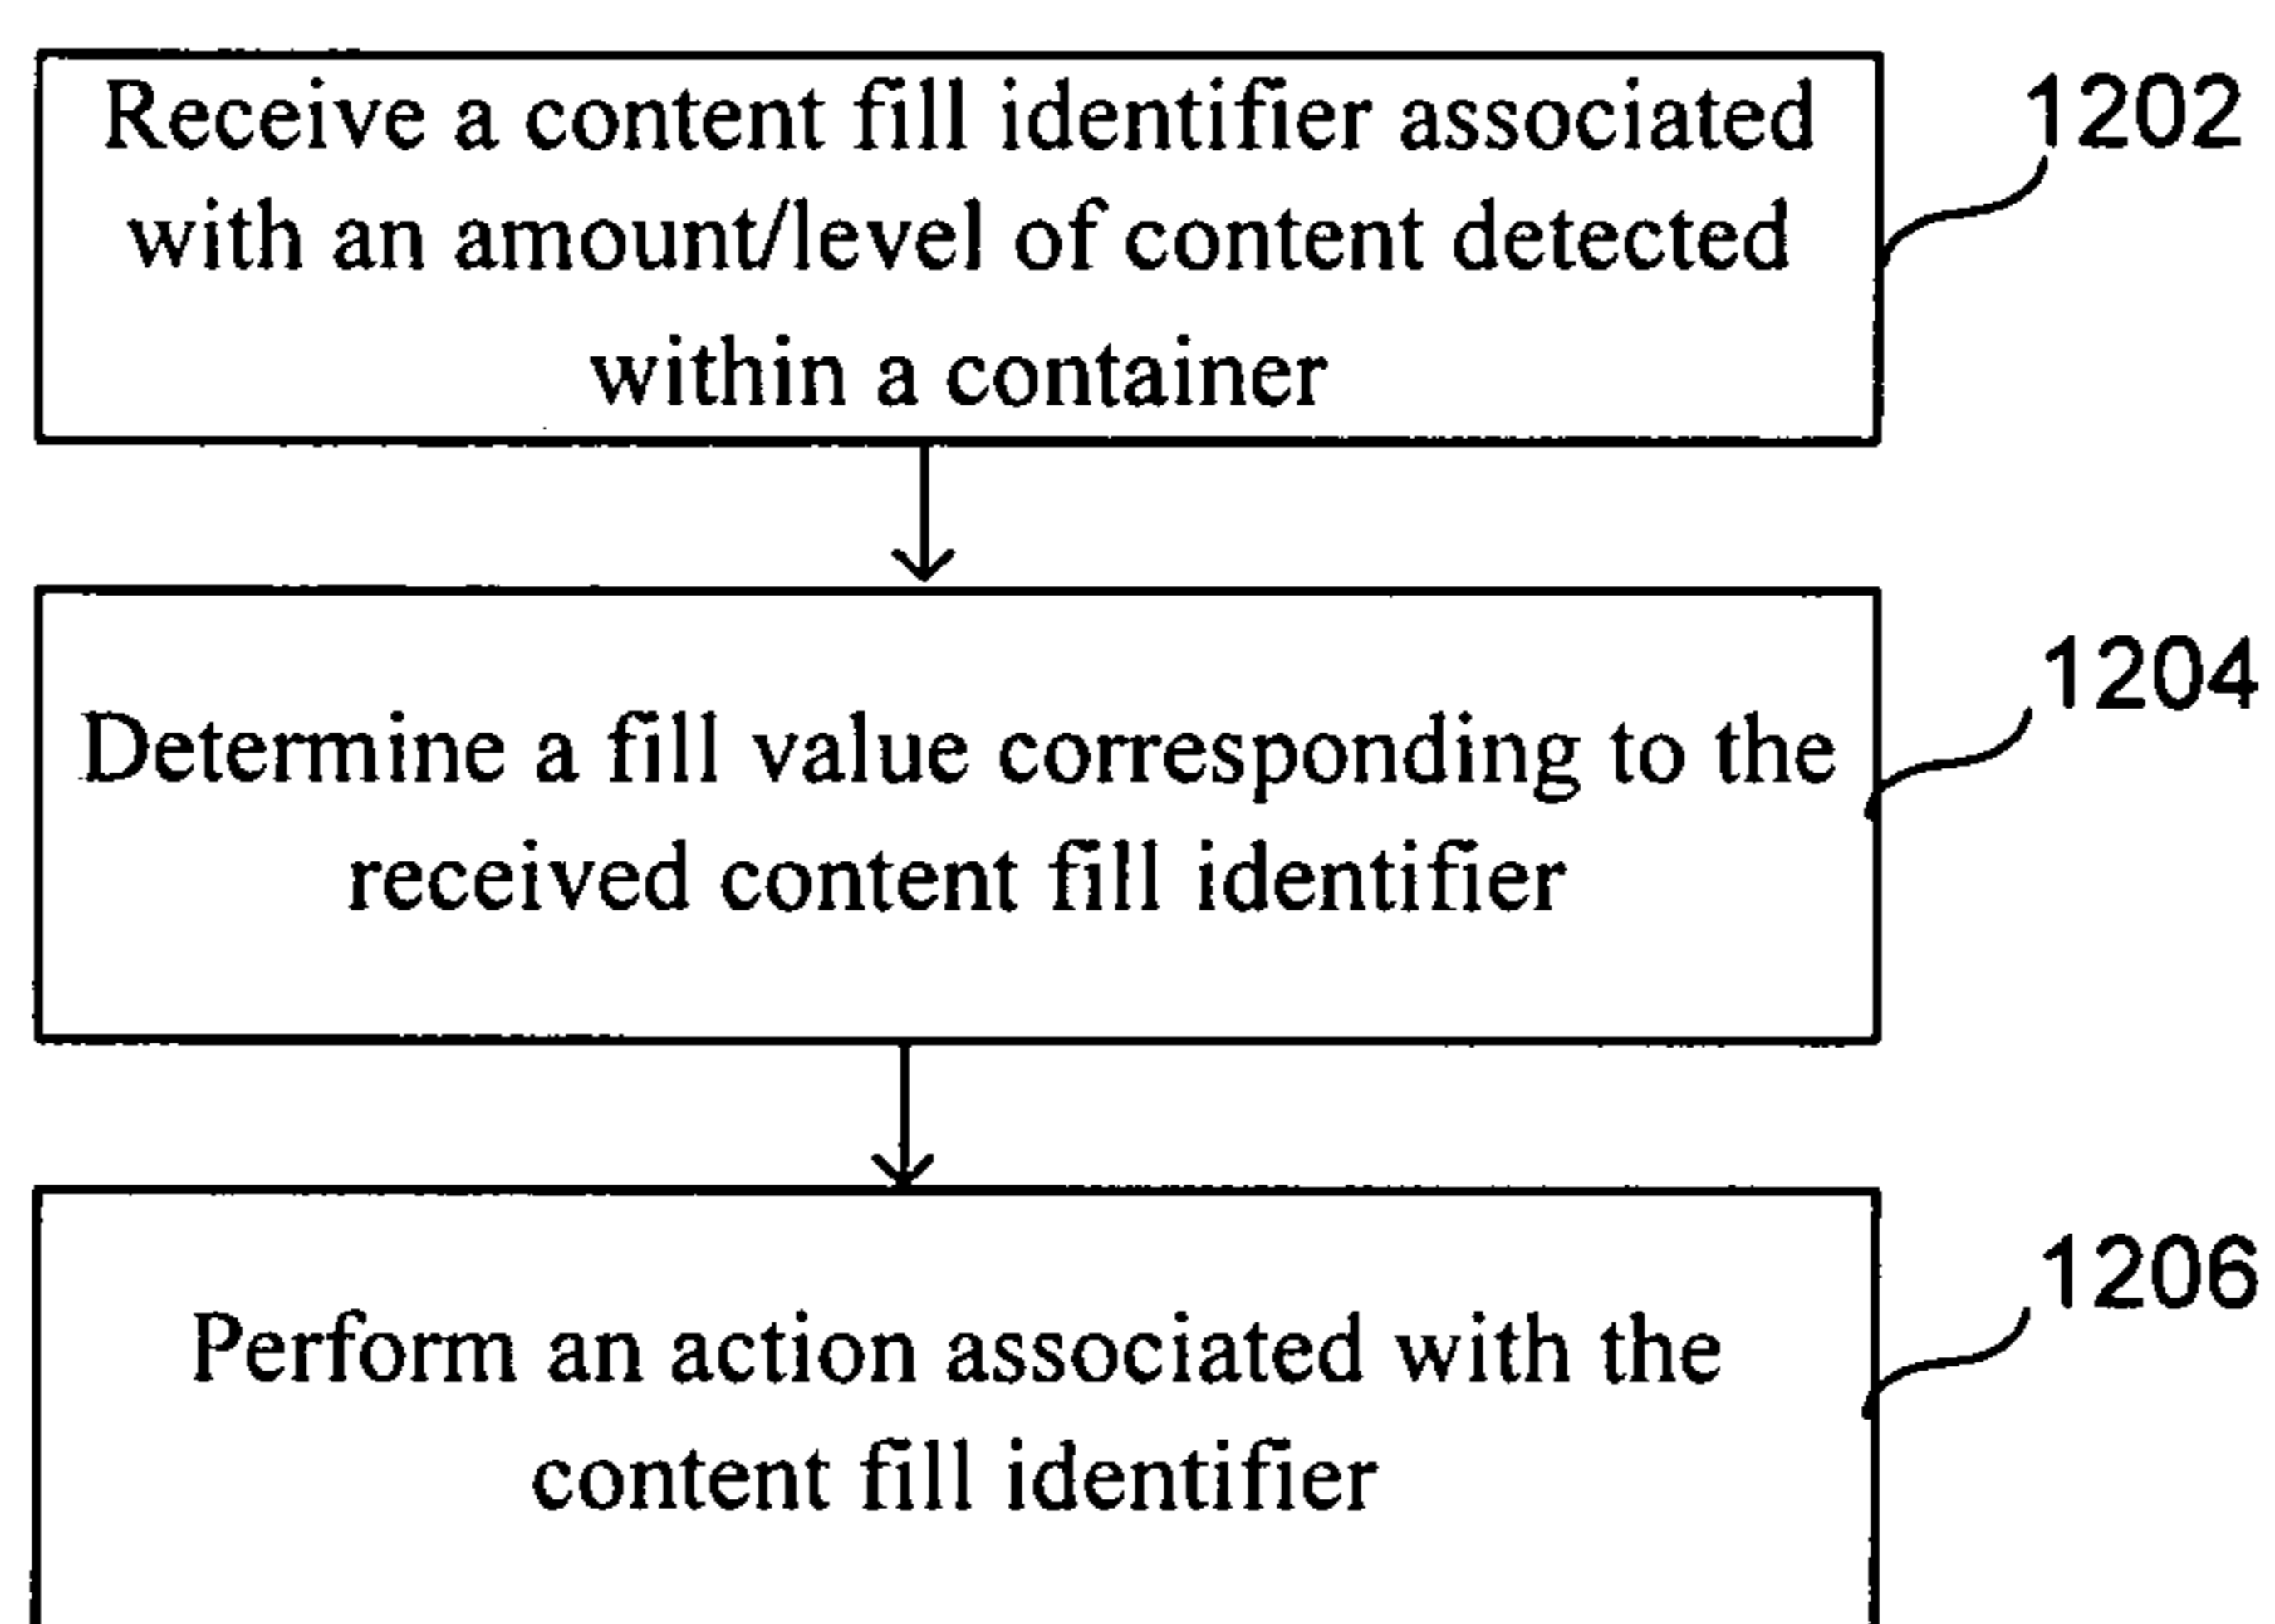 Receive a content fill identifier associated
with an amount/level of content detected
within a container
1202
Determine a fill value corresponding to the
received content fill identifier
1204
Perform an action associated with the
content fill identifier
1206